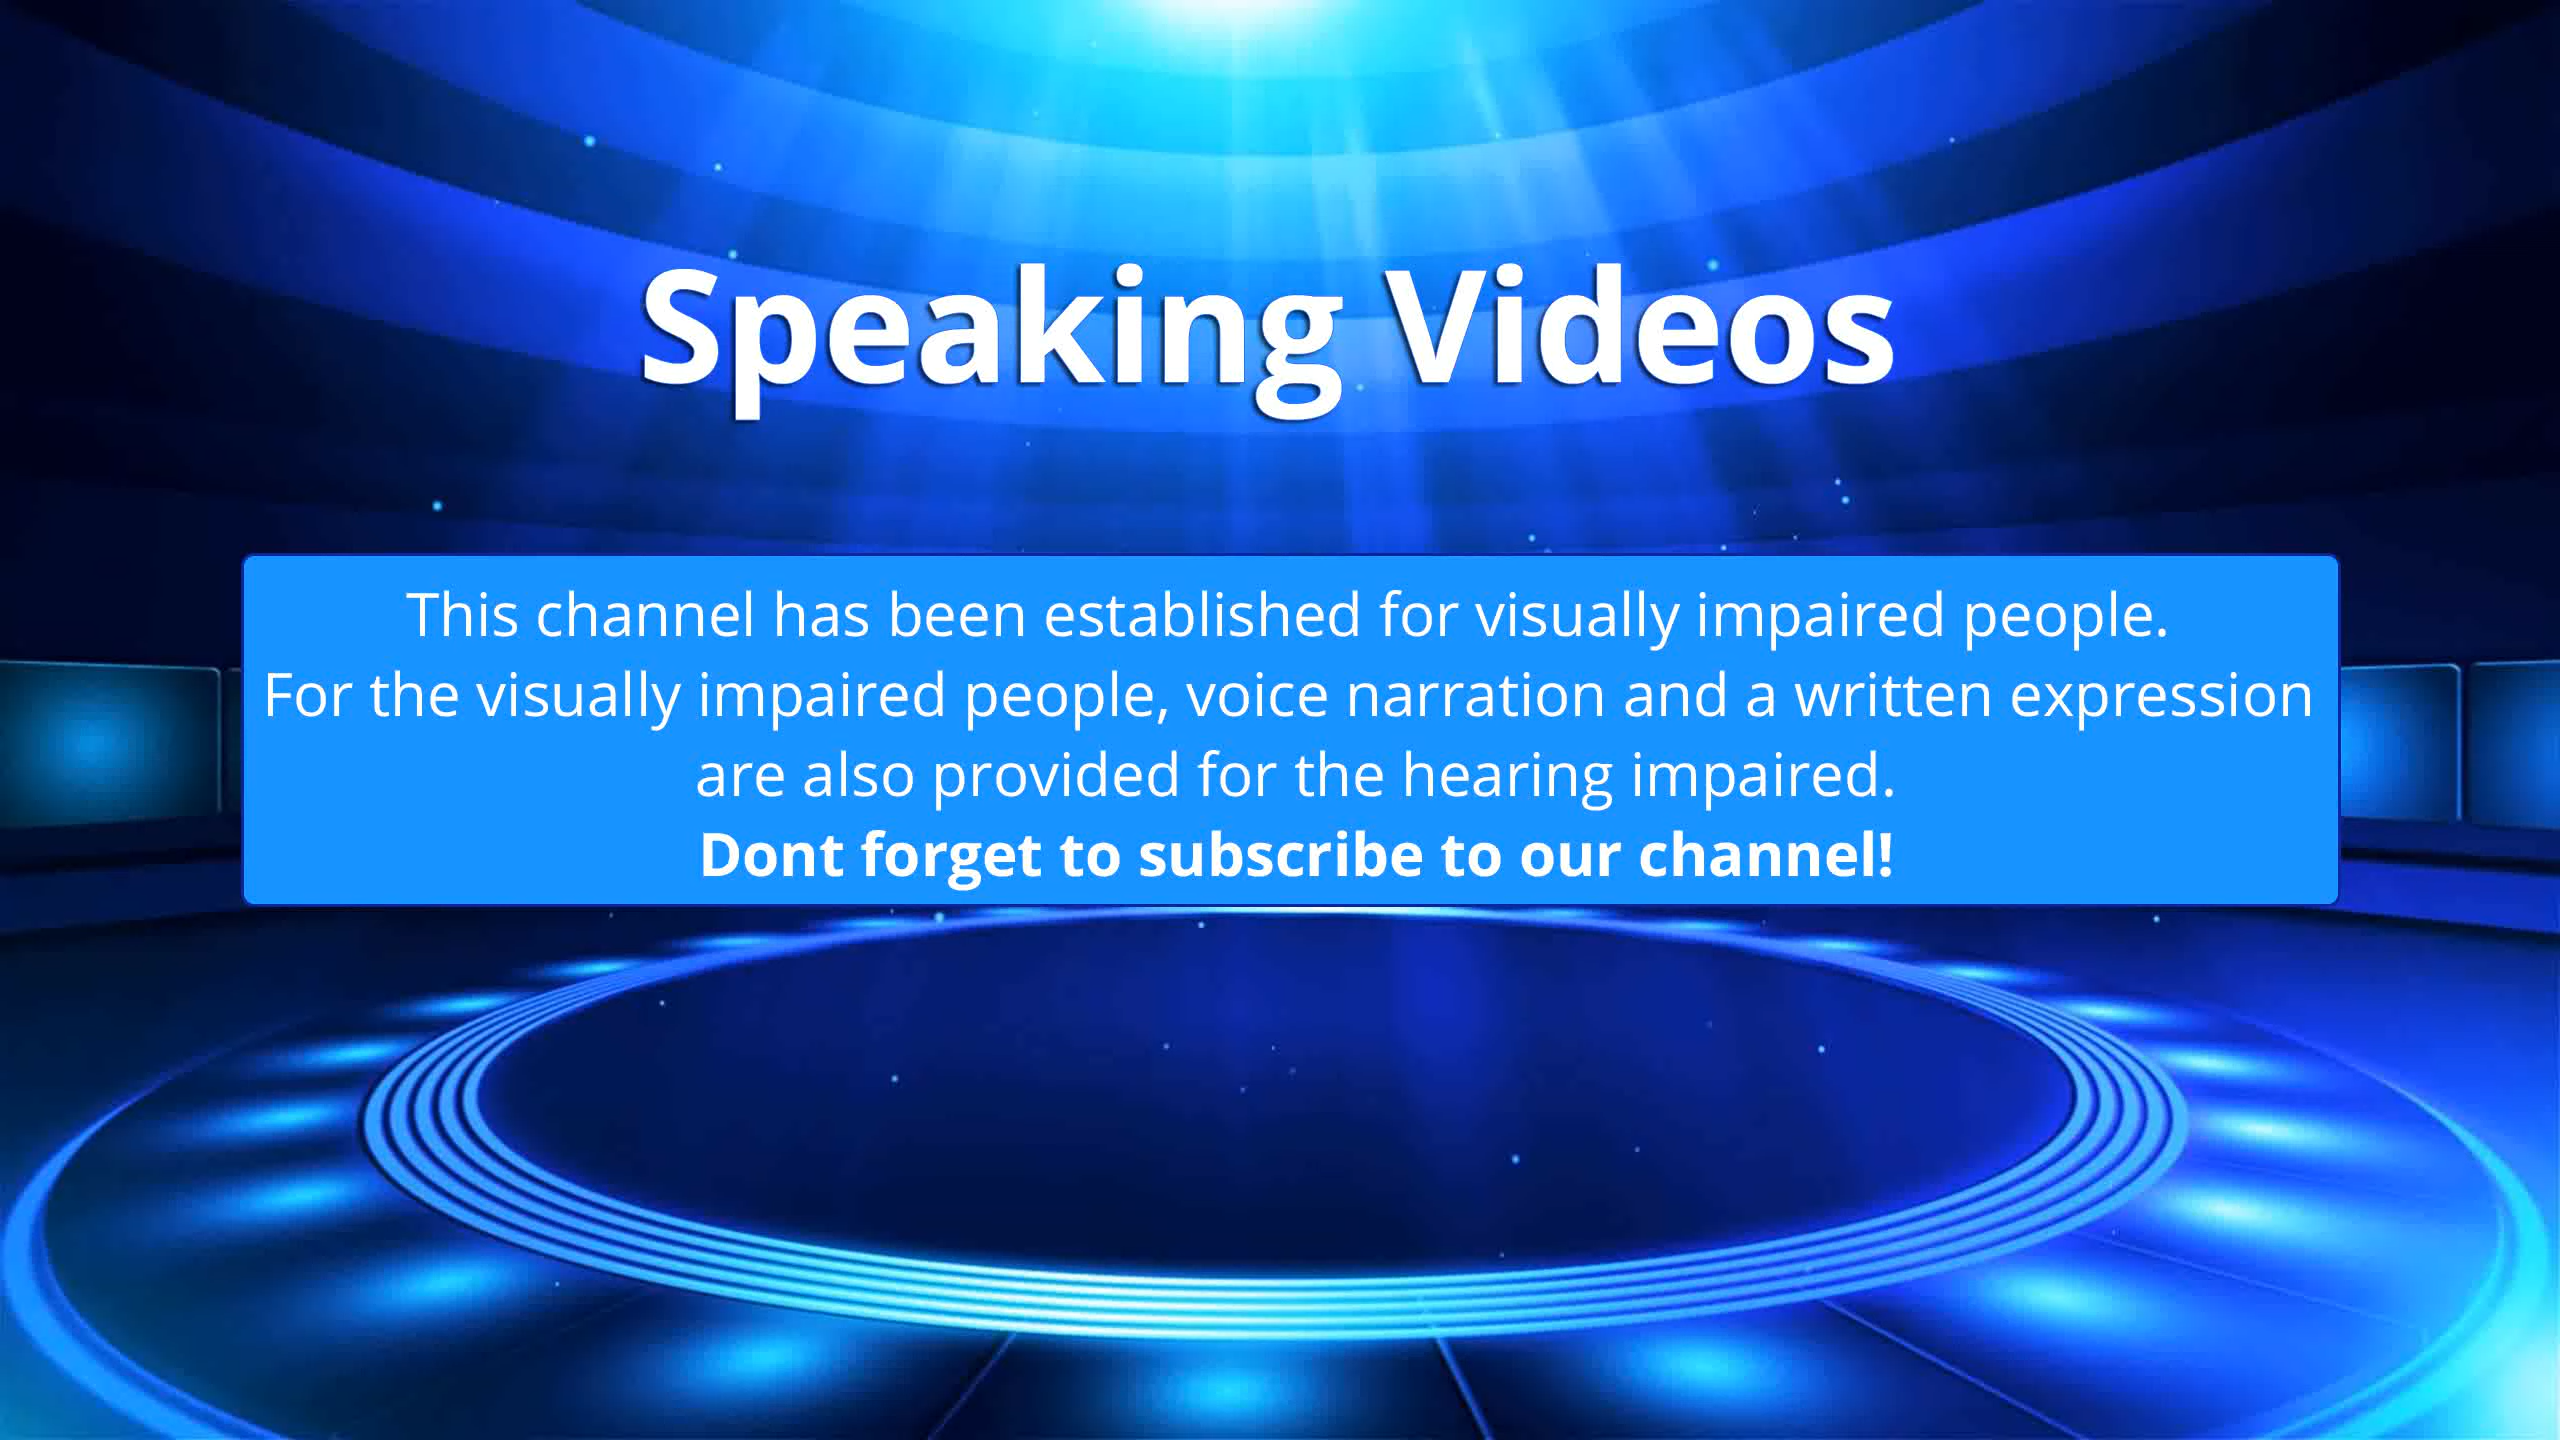 Speaking Videos
This channel has been established for visually impaired people.
For the visually impaired people, voice narration and a written expression
are also provided for the hearing impaired.
Dont forget to subscribe to our channel!